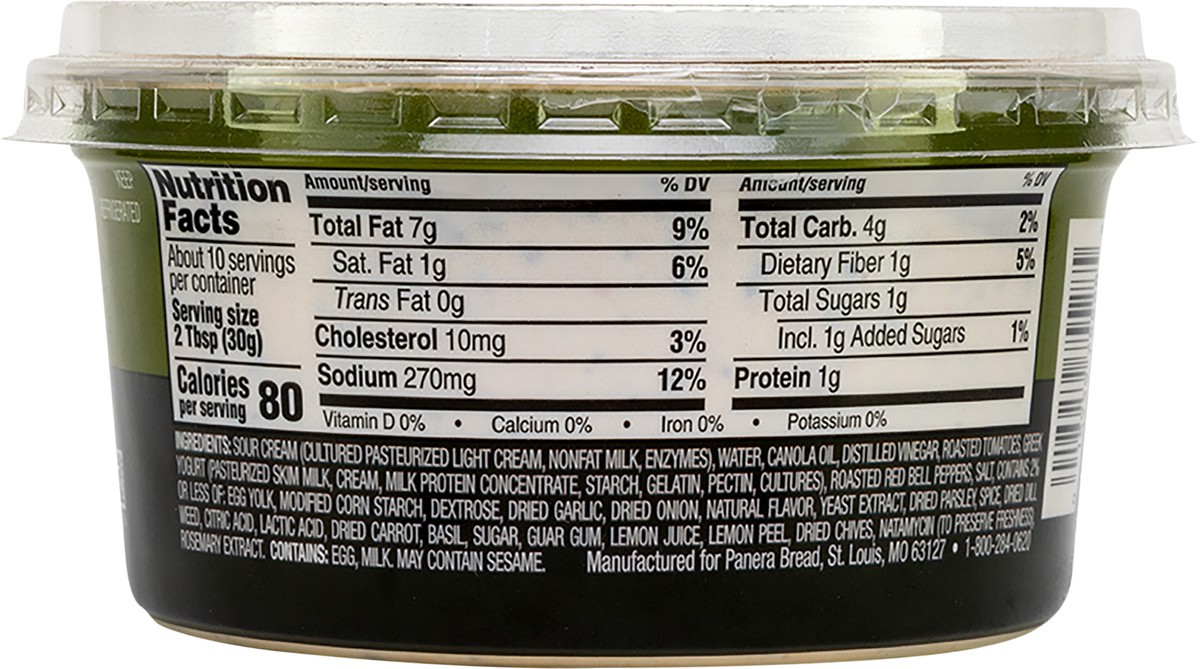 KEEP
REFRIGERATED
Nutrition
Facts
About 10 servings
per container
Serving size
2 Tbsp (30g)
Calories
per serving 80
Amount/serving % DV
Total Fat 7g 9%
Sat. Fat 1g 6%
Trans Fat 0g
Cholesterol 10mg 3%
Sodium 270mg 12%
Amount/serving % DV
Total Carb. 4g 2%
Dietary Fiber 1g 5%
Total Sugars 1g
Incl. 1g Added Sugars 1%
Protein 1g
Vitamin D 0% • Calcium 0% • Iron 0% • Potassium 0%
INGREDIENTS: SOUR CREAM (CULTURED PASTEURIZED LIGHT CREAM, NONFAT MILK, ENZYMES), WATER, CANOLA OIL, DISTILLED VINEGAR, ROASTED TOMATOES, GREEK
YOGURT (PASTEURIZED SKIM MILK, CREAM, MILK PROTEIN CONCENTRATE, STARCH, GELATIN, PECTIN, CULTURES), ROASTED RED BELL PEPPERS, SALT, CONTAINS 2%
OR LESS OF: EGG YOLK, MODIFIED CORN STARCH, DEXTROSE, DRIED GARLIC, DRIED ONION, NATURAL FLAVOR, YEAST EXTRACT, DRIED PARSLEY, SPICE, DRIED DILL
WEED, CITRIC ACID, LACTIC ACID, DRIED CARROT, BASIL, SUGAR, GUAR GUM, LEMON JUICE, LEMON PEEL, DRIED CHIVES, NATAMYCIN (TO PRESERVE FRESHNESS),
ROSEMARY EXTRACT. CONTAINS: EGG, MILK. MAY CONTAIN SESAME. Manufactured for Panera Bread, St. Louis, MO 63127 • 1-800-284-0620